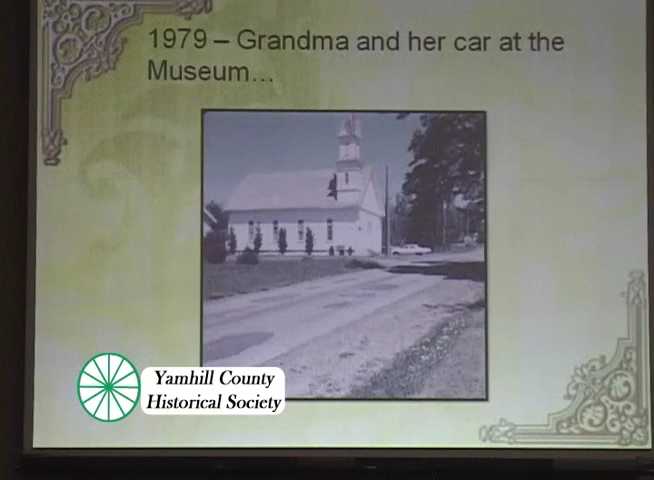 1979 – Grandma and her car at the
Museum...
Yamhill County
Historical Society